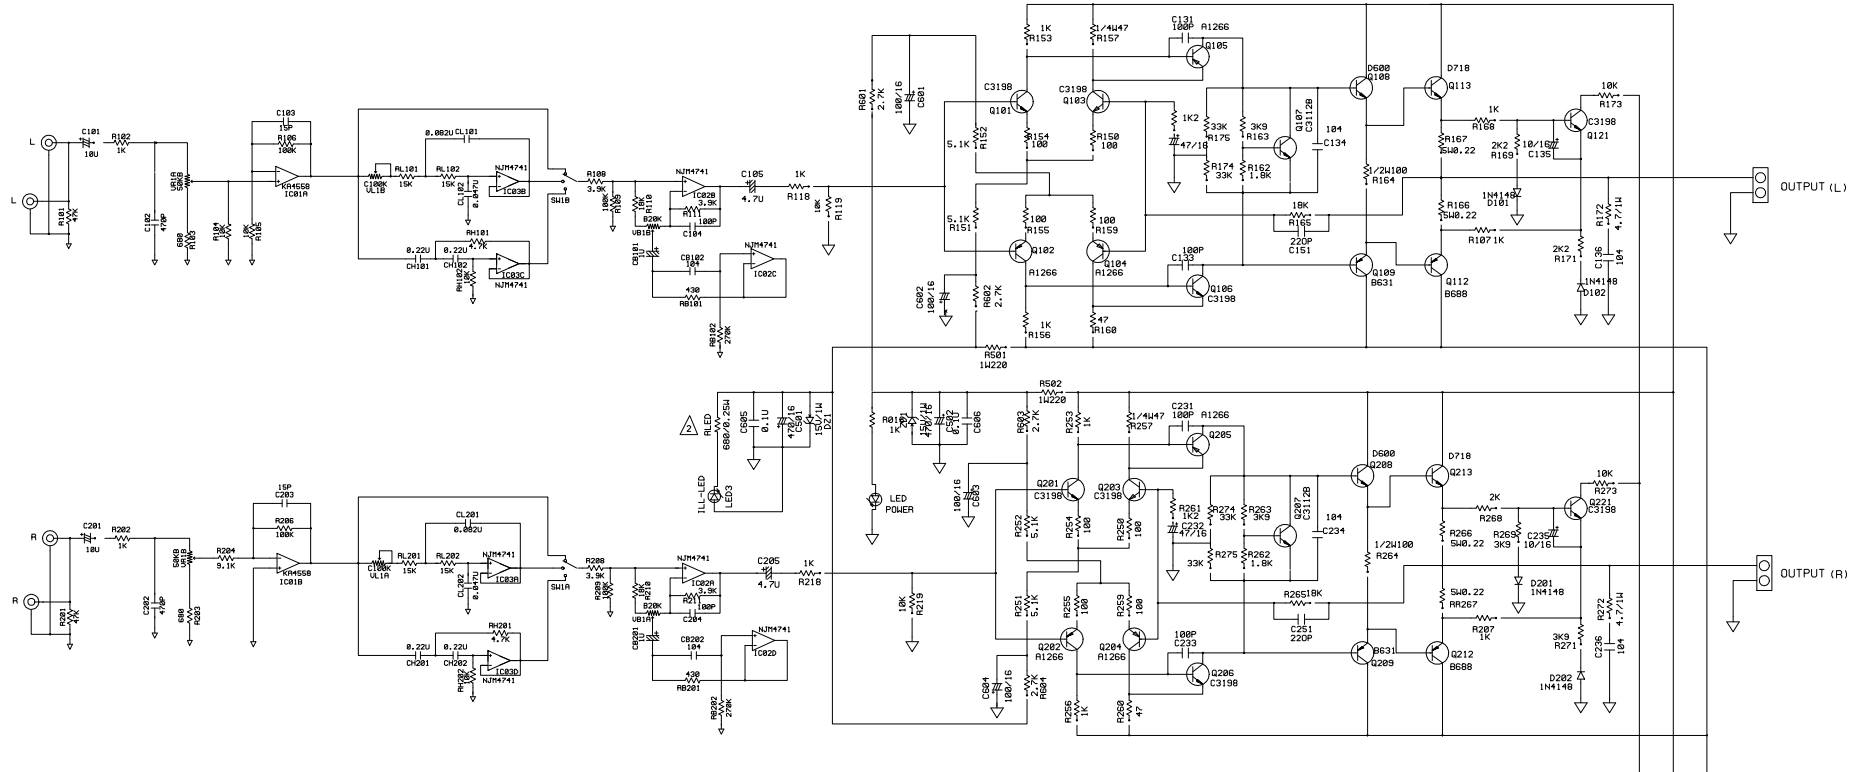 L
L
C101
10U
R102
1K
R101
47K
C102
470P
VR1B
50KB
680
R103
R104
10K
10K
R105
C103
15P
R106
100K
KA4558
IC01A
C100K
VL1B
RL101
15K
0.082U CL101
RL102
15K
CL102
0.047U
NJM4741
IC03B
0.22U
CH101
0.22U
CH102
RH101
4.7K
RH102
10K
IC03C
NJM4741
SW1B
R108
3.9K
100K
R109
18K
R110
B20K
VB1B
NJM4741
IC02B
3.9K
R111
100P
C104
CB101
1U
CB102
104
430
RB101
RB102
270K
NJM4741
IC02C
C105
4.7U
1K
R118
10K
R119
R601
2.7K
100/16
C601
5.1K
R152
5.1K
R151
C602
100/16
R602
2.7K
1K
R153
1/4W47
R157
C3198
Q101
C3198
Q103
R154
100
R150
100
100
R155
100
R159
Q102
A1266
Q104
A1266
1K
R156
47
R160
R501
1W220
C131
100P
A1266
Q105
1K2
47/16
33K
R175
R174
33K
3K9
R163
R162
1.8K
Q107
C3112B
104
C134
100P
C133
Q106
C3198
18K
R165
220P
C151
D600
Q108
D718
Q113
1/2W100
R164
R167
5W0.22
R166
5W0.22
1K
R168
R107 1K
Q109
B631
Q112
B688
2K2
R169
10/16
C135
1N4148
D101
10K
R173
C3198
Q121
2K2
R171
1N4148
D102
R172
4.7/1W
C136
104
OUTPUT (L)
2
RLED
680/0.25W
C605
0.1U
470/16
C501
15V/1W
DZ1
ILL-LED
LED3
1K
15V/1W
470/16
C502
0.1U
C606
LED
POWER
R502
1W220
R603
2.7K
R253
1K
1/4W47
R257
100/16
C603
R252
5.1K
Q201
C3198
Q203
C3198
R254
100
R250
100
R251
5.1K
R255
100
R259
100
Q202
A1266
Q204
A1266
C604
100/16
2.7K
R604
R256
1K
R260
47
C231
100P
A1266
Q205
R261
1K2
C232
47/16
R274
33K
R275
33K
R263
3K9
R262
1.8K
Q207
C3112B
104
C234
R265 18K
C251
220P
100P
C233
Q206
C3198
D600
Q208
D718
Q213
1/2W100
R264
R266
5W0.22
5W0.22
RR267
2K
R268
R207
1K
B631
Q209
Q212
B688
R269
3K9
C235
10/16
D201
1N4148
10K
R273
Q221
C3198
3K9
R271
D202
1N4148
R272
4.7/1W
C236
104
OUTPUT (R)
R
R
C201
10U
R202
1K
R201
47K
C202
470P
50KB
VR1B
680
R203
R204
9.1K
15P
C203
R206
100K
KA4558
IC01B
C100K
VL1A
RL201
15K
CL201
0.082U
RL202
15K
CL202
0.047U
NJM4741
IC03A
0.22U
CH201
0.22U
CH202
RH201
4.7K
RH202
10K
IC03D
NJM4741
SW1A
R208
3.9K
R209
100K
18K
R210
B20K
VB1A
NJM4741
IC02A
3.9K
R211
100P
C204
CB201
1U
CB202
104
430
RB201
RB202
270K
NJM4741
IC02D
C205
4.7U
1K
R218
10K
R219